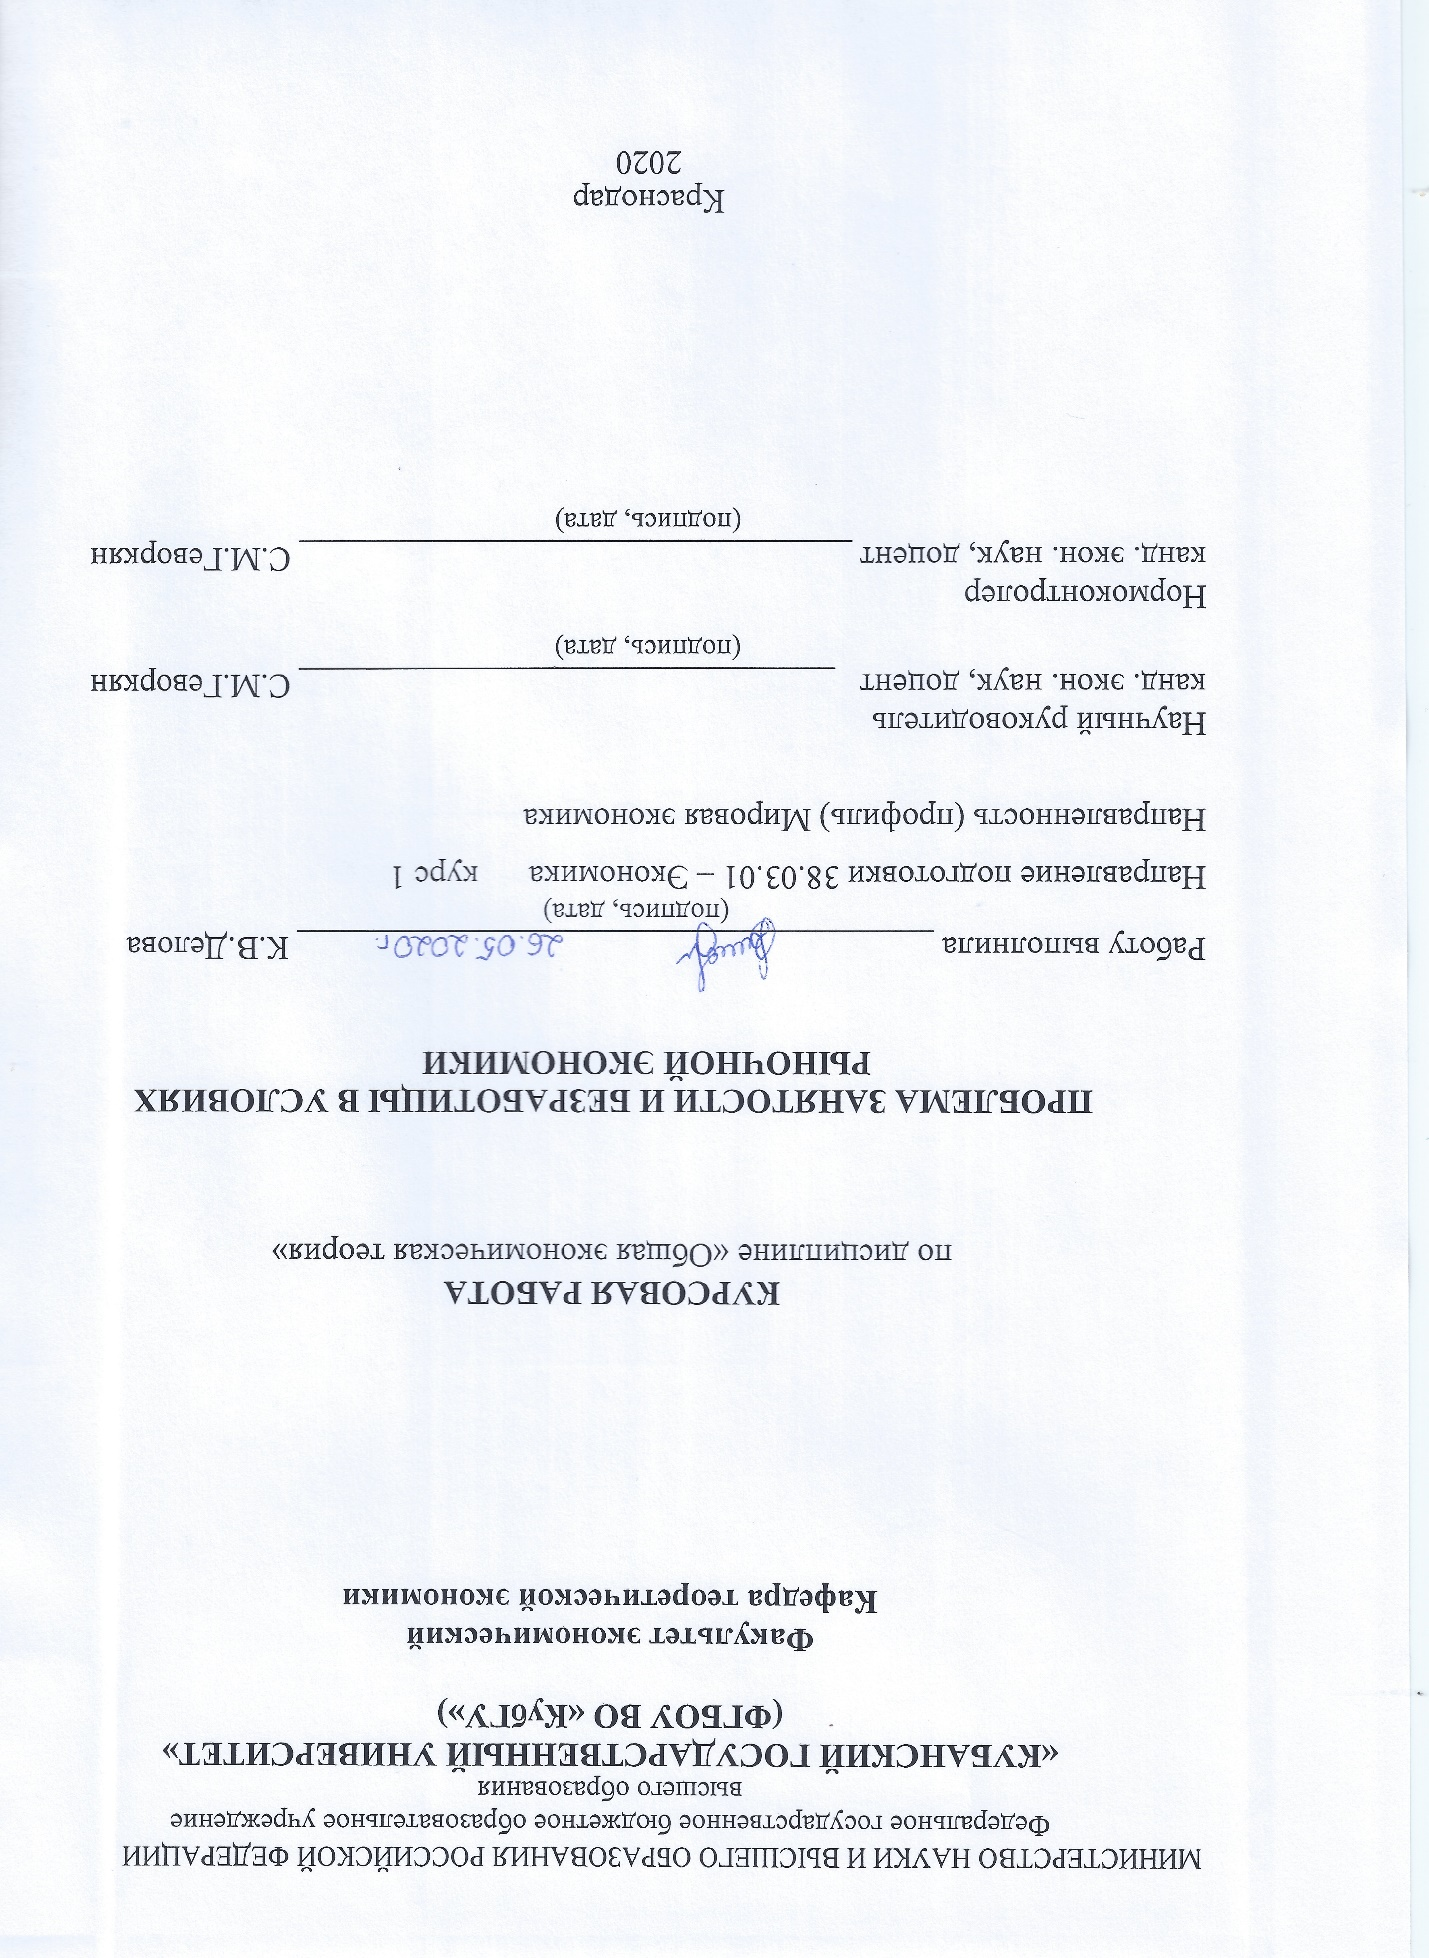 МИНИСТЕРСТВО НАУКИ И ВЫСШЕГО ОБРАЗОВАНИЯ РОССИЙСКОЙ ФЕДЕРАЦИИ
Федеральное государственное бюджетное образовательное учреждение
высшего образования
«КУБАНСКИЙ ГОСУДАРСТВЕННЫЙ УНИВЕРСИТЕТ»
(ФГБОУ ВО «КубГУ»)
Факультет экономический
Кафедра теоретической экономики
КУРСОВАЯ РАБОТА
по дисциплине «Общая экономическая теория»
ПРОБЛЕМА ЗАНЯТОСТИ И БЕЗРАБОТИЦЫ В УСЛОВИЯХ
РЫНОЧНОЙ ЭКОНОМИКИ
Работу выполнила 26.05.2020г. К.В.Делова
(подпись, дата)
Направление подготовки 38.03.01 – Экономика курс 1
Направленность (профиль) Мировая экономика
Научный руководитель
канд. экон. наук, доцент С.М.Геворкян
(подпись, дата)
Нормоконтролер
канд. экон. наук, доцент С.М.Геворкян
(подпись, дата)
Краснодар
2020